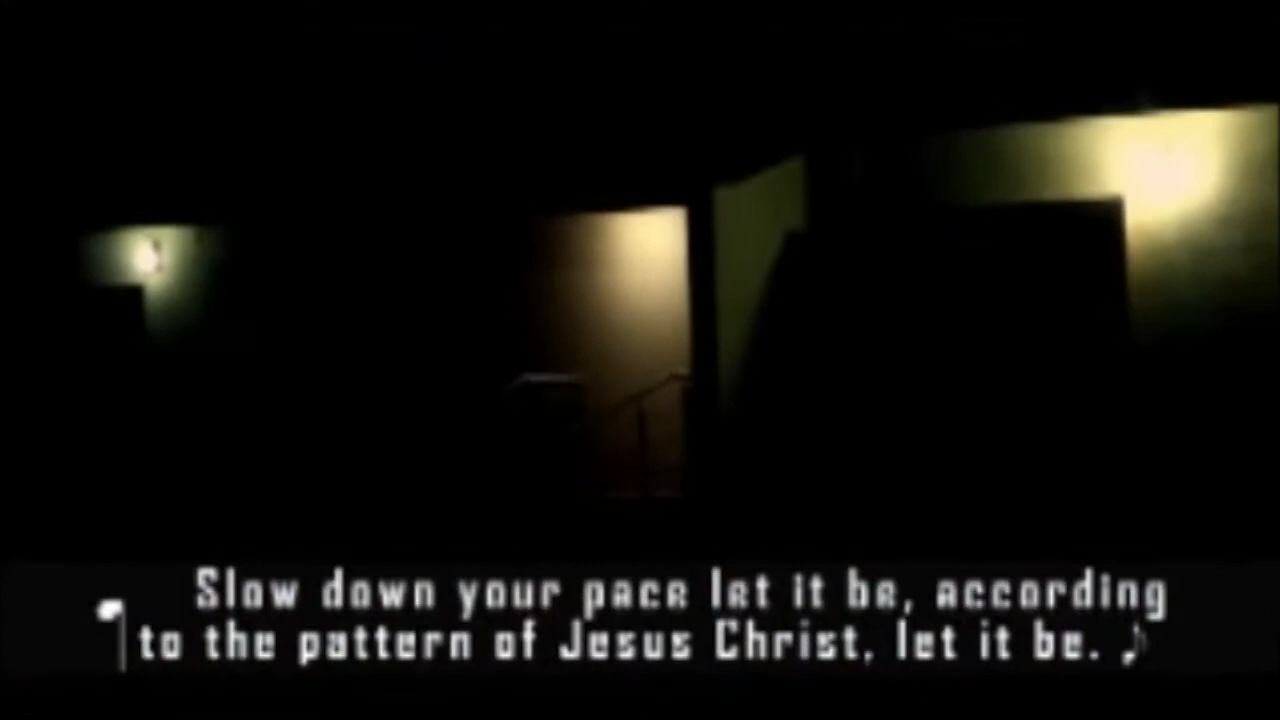 Slow down your pace let it be, according
to the pattern of Jesus Christ, let it be. ♪